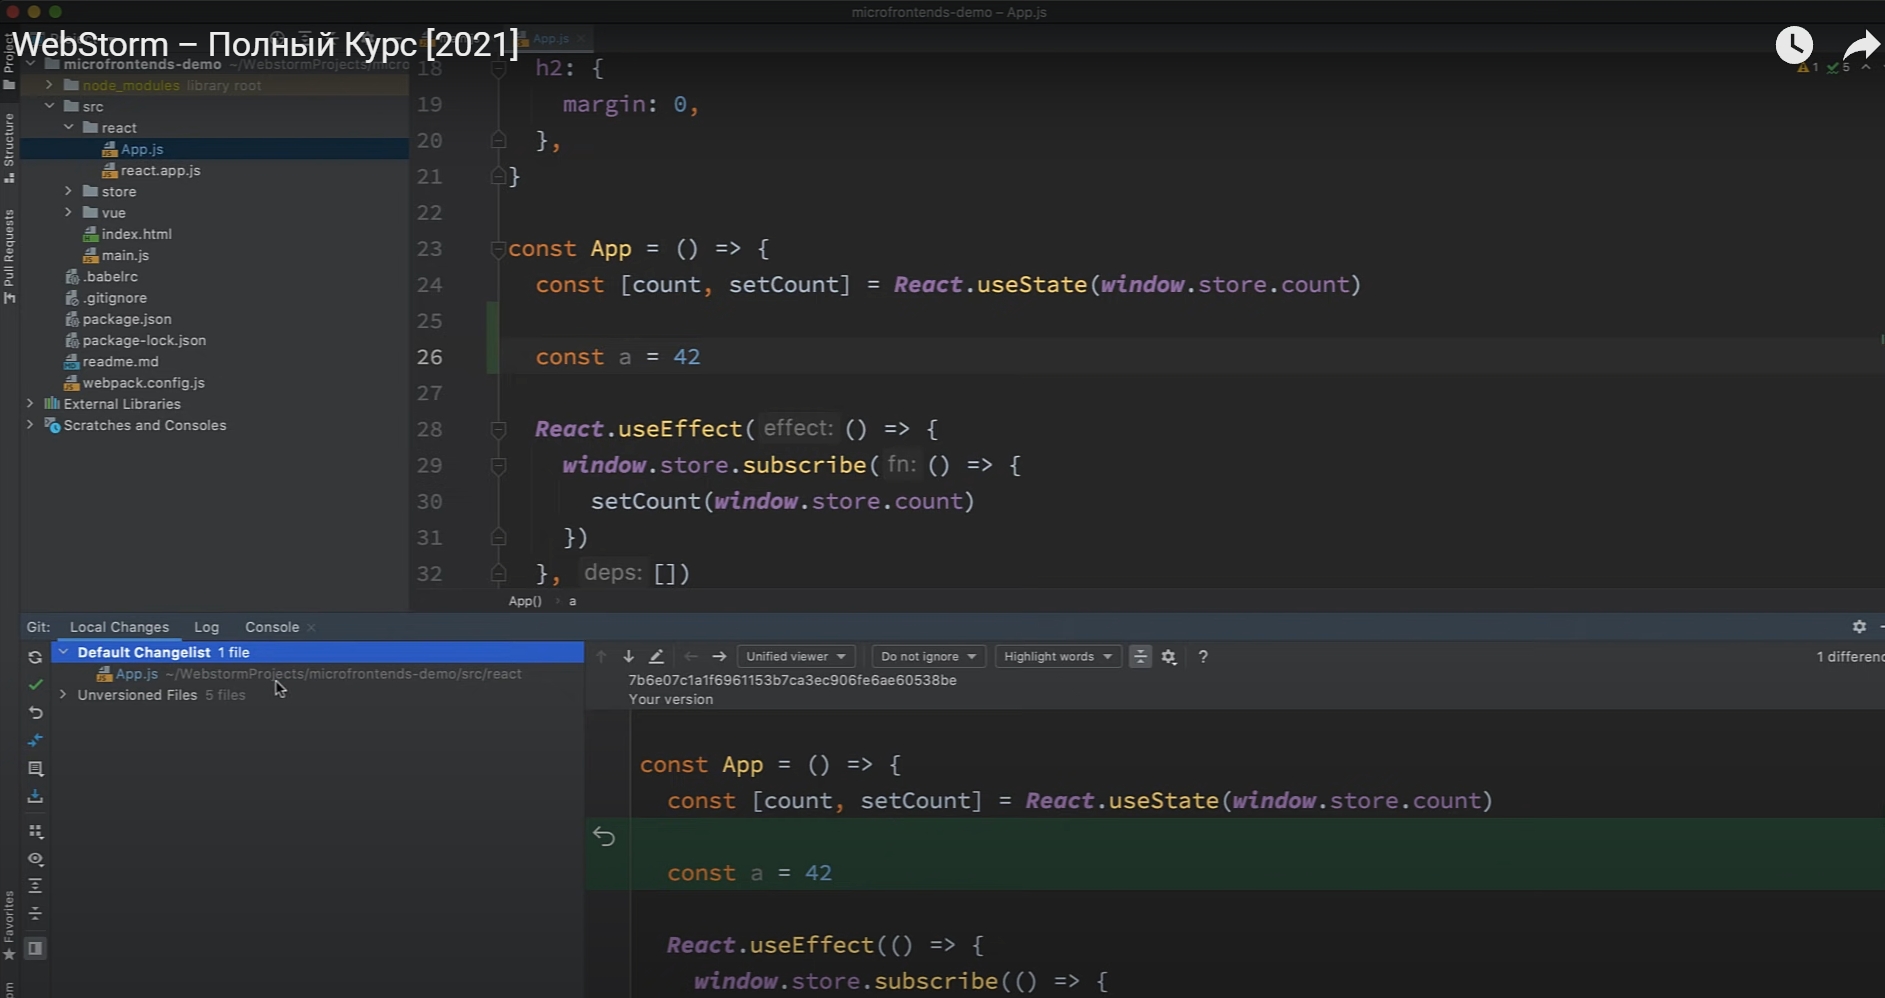 microfrontends-demo – App.js
WebStorm – Полный Курс [2021]
App.js
Project
Structure
Pull Requests
Favorites
microfrontends-demo ~/WebstormProjects/micro
node_modules library root
src
react
App.js
react.app.js
store
vue
index.html
main.js
.babelrc
.gitignore
package.json
package-lock.json
readme.md
webpack.config.js
External Libraries
Scratches and Consoles
1 5
18 h2: {
19 margin: 0,
20 },
21 }
22
23 const App = () => {
24 const [count, setCount] = React.useState(window.store.count)
25
26 const a = 42
27
28 React.useEffect( effect: () => {
29 window.store.subscribe( fn: () => {
30 setCount(window.store.count)
31 })
32 }, deps: [])
App() › a
Git: Local Changes Log Console
Default Changelist 1 file
App.js ~/WebstormProjects/microfrontends-demo/src/react
Unversioned Files 5 files
Unified viewer Do not ignore Highlight words ? 1 differenc
7b6e07c1a1f6961153b7ca3ec906fe6ae60538be
Your version
const App = () => {
const [count, setCount] = React.useState(window.store.count)
const a = 42
React.useEffect(() => {
window.store.subscribe(() => {